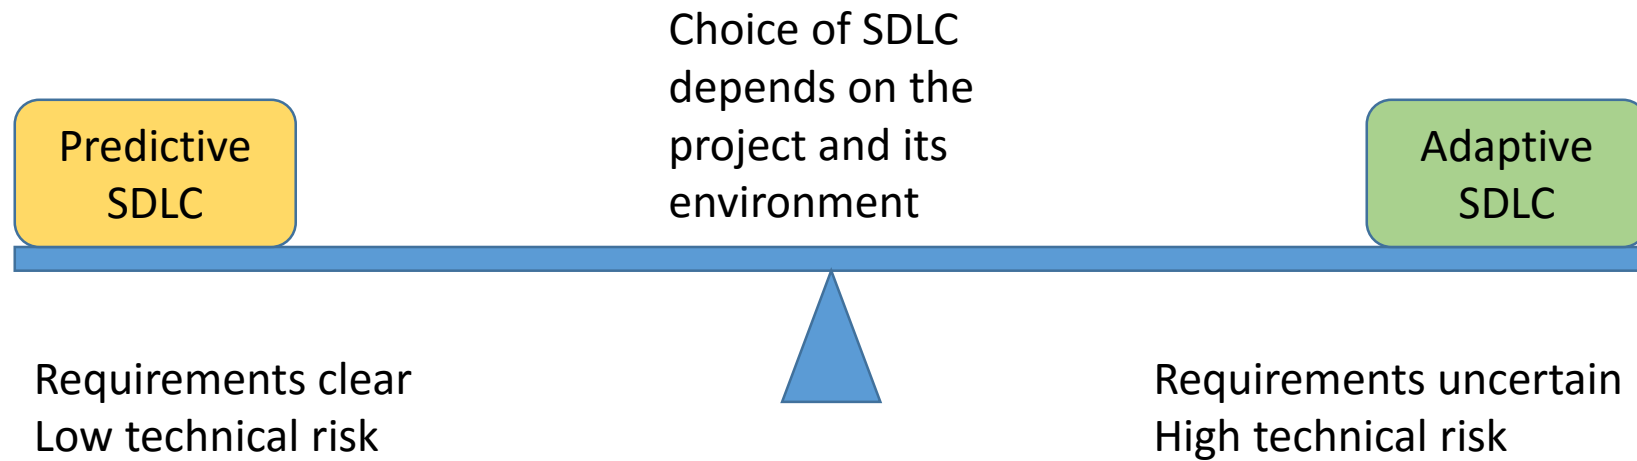 Choice of SDLC
depends on the
project and its
environment
Predictive
SDLC
Adaptive
SDLC
Requirements clear
Low technical risk
Requirements uncertain
High technical risk